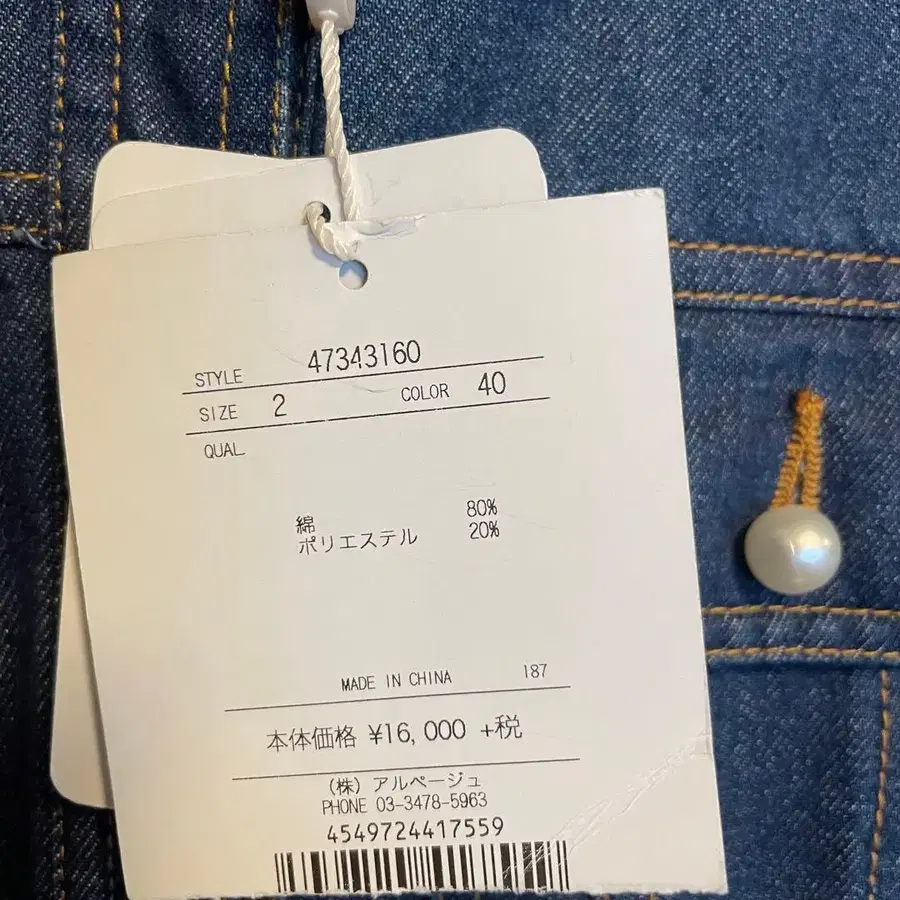 STYLE 47343160
SIZE 2 COLOR 40
QUAL
綿 80%
ポリエステル 20%
MADE IN CHINA 187
本体価格 ¥16,000 +税
(株) アルページュ
PHONE 03-3478-5963
4549724417559